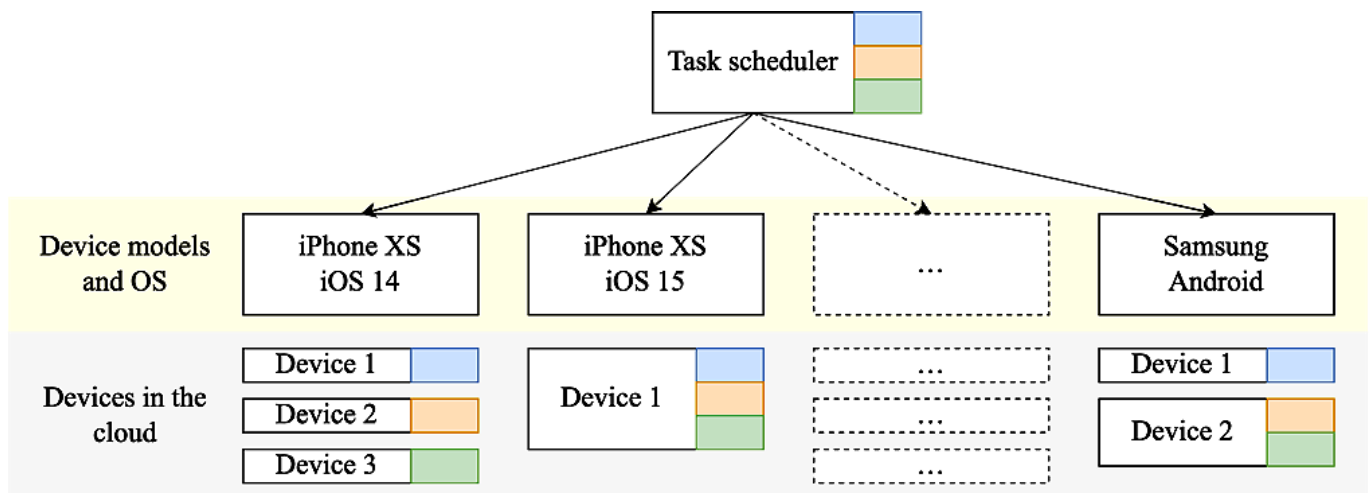 Task scheduler
Device models
and OS
iPhone XS
iOS 14
iPhone XS
iOS 15
...
Samsung
Android
Devices in the
cloud
Device 1
Device 2
Device 3
Device 1
...
...
...
Device 1
Device 2